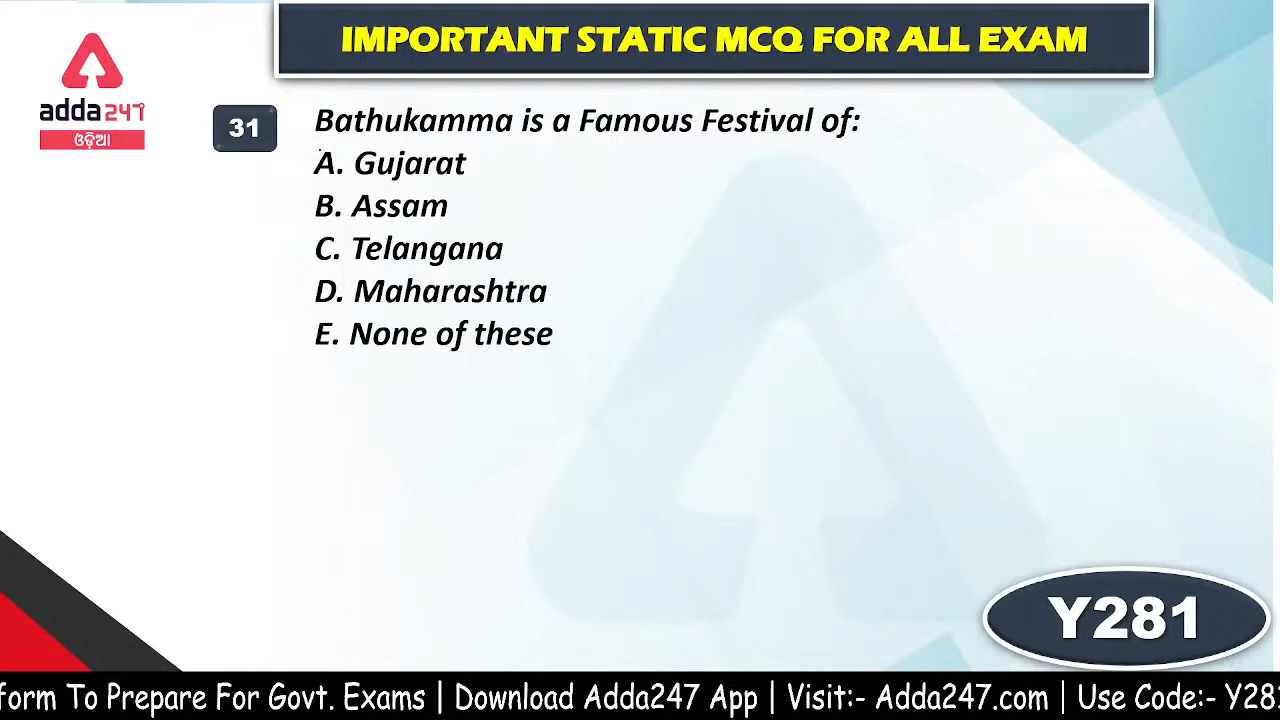 IMPORTANT STATIC MCQ FOR ALL EXAM
adda247
ଓଡ଼ିଆ
31
Bathukamma is a Famous Festival of:
A. Gujarat
B. Assam
C. Telangana
D. Maharashtra
E. None of these
Y281
form To Prepare For Govt. Exams | Download Adda247 App | Visit:- Adda247.com | Use Code:- Y28